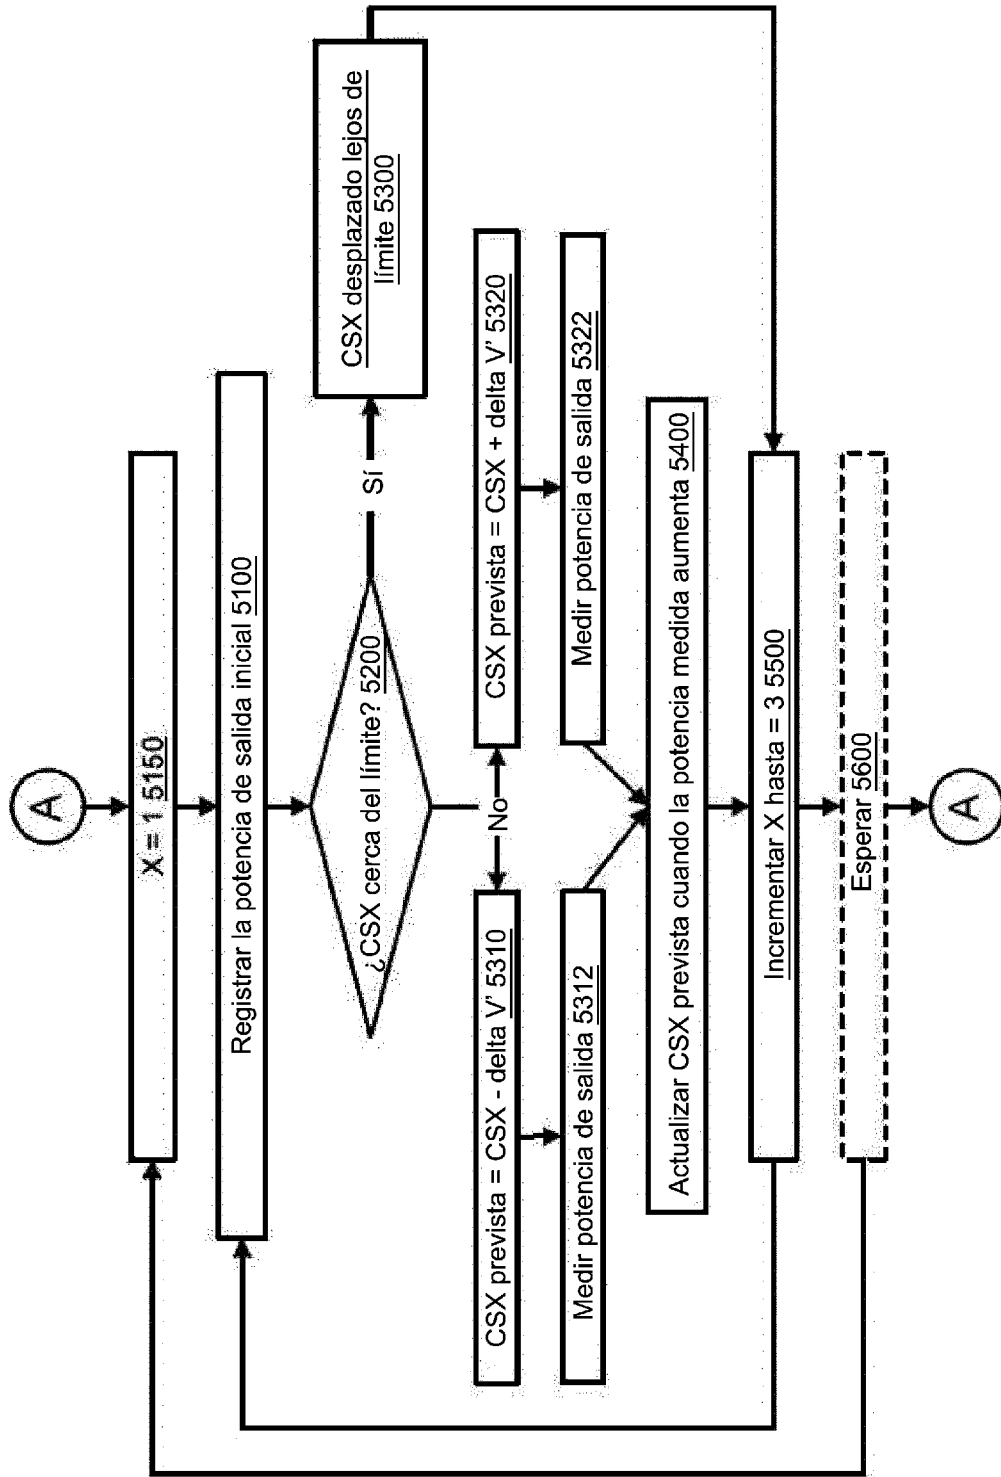 A
X = 1 5150
Registrar la potencia de salida inicial 5100
¿CSX cerca del límite? 5200
Sí
CSX desplazado lejos de
límite 5300
No
CSX prevista = CSX - delta V' 5310
CSX prevista = CSX + delta V' 5320
Medir potencia de salida 5312
Medir potencia de salida 5322
Actualizar CSX prevista cuando la potencia medida aumenta 5400
Incrementar X hasta = 3 5500
Esperar 5600
A